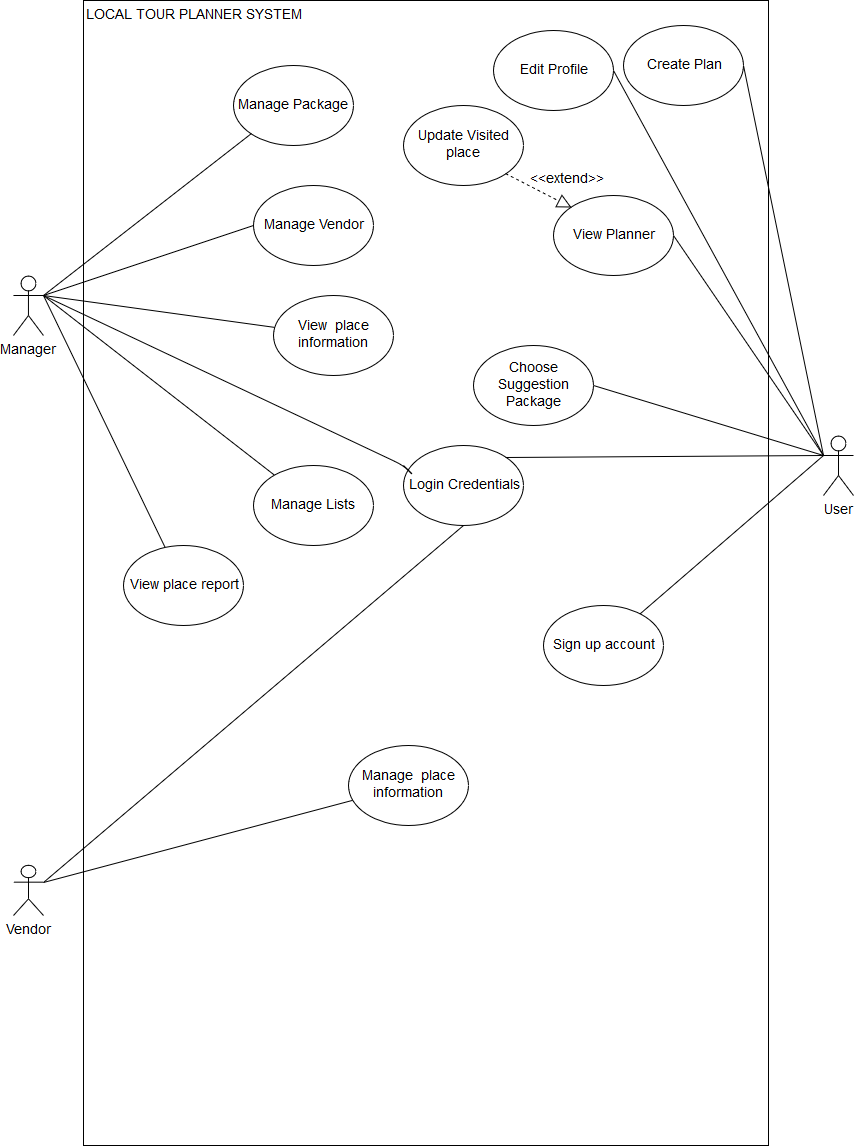 LOCAL TOUR PLANNER SYSTEM
Edit Profile
Create Plan
Manage Package
Update Visited
place
<<extend>>
Manage Vendor
View Planner
View  place
information
Manager
Choose
Suggestion
Package
Login Credentials
Manage Lists
User
View place report
Sign up account
Manage  place
information
Vendor